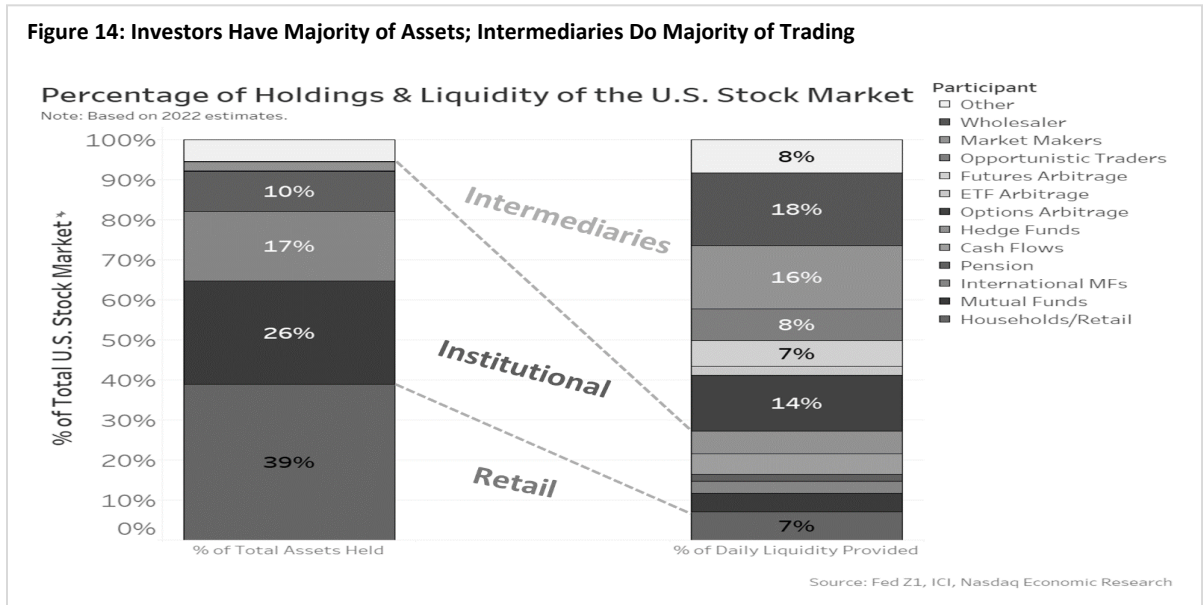 Figure 14: Investors Have Majority of Assets; Intermediaries Do Majority of Trading
Percentage of Holdings & Liquidity of the U.S. Stock Market
Note: Based on 2022 estimates.
% of Total U.S. Stock Market*
100%
90%
80%
70%
60%
50%
40%
30%
20%
10%
0%
10%
17%
26%
39%
Intermediaries
Institutional
Retail
8%
18%
16%
8%
7%
14%
7%
% of Total Assets Held
% of Daily Liquidity Provided
Participant
Other
Wholesaler
Market Makers
Opportunistic Traders
Futures Arbitrage
ETF Arbitrage
Options Arbitrage
Hedge Funds
Cash Flows
Pension
International MFs
Mutual Funds
Households/Retail
Source: Fed Z1, ICI, Nasdaq Economic Research